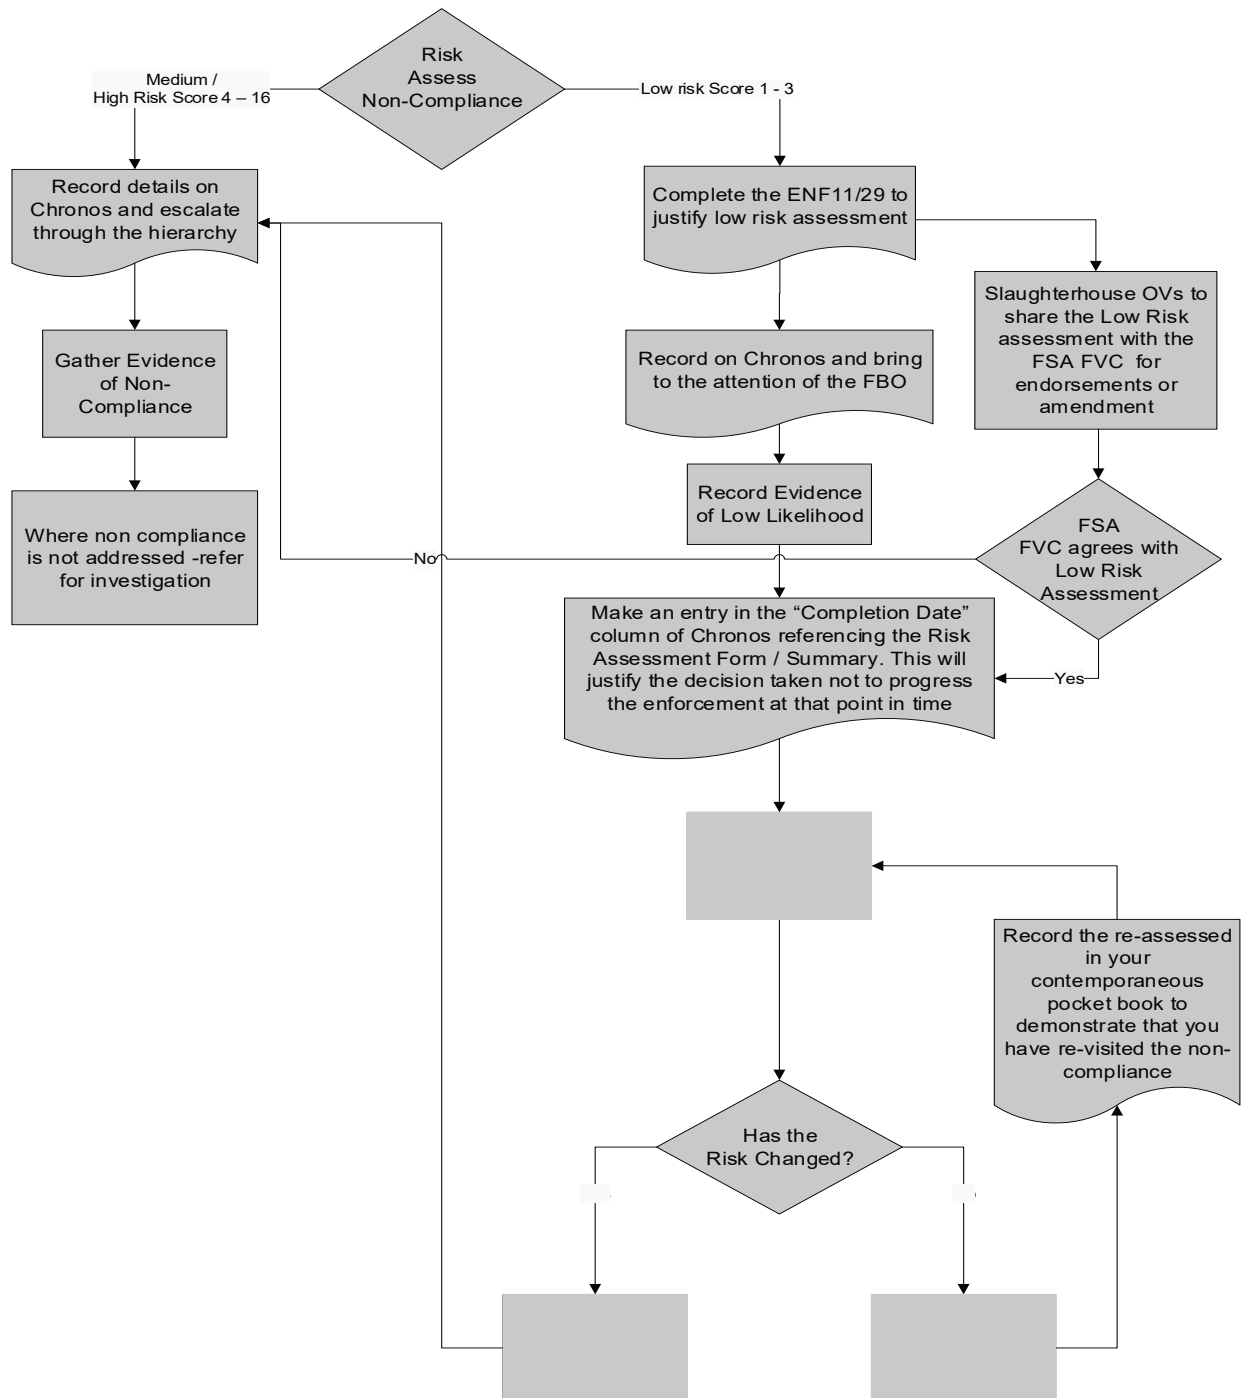 Risk
Assess
Non-Compliance
Medium /
High Risk Score 4 – 16
Low risk Score 1 - 3
Record details on
Chronos and escalate
through the hierarchy
Complete the ENF11/29 to
justify low risk assessment
Slaughterhouse OVs to
share the Low Risk
assessment with the
FSA FVC for
endorsements or
amendment
Gather Evidence
of Non-
Compliance
Record on Chronos and bring
to the attention of the FBO
Record Evidence
of Low Likelihood
Where non compliance
is not addressed -refer
for investigation
FSA
FVC agrees with
Low Risk
Assessment
No
Make an entry in the “Completion Date”
column of Chronos referencing the Risk
Assessment Form / Summary. This will
justify the decision taken not to progress
the enforcement at that point in time
Yes
Record the re-assessed
in your
contemporaneous
pocket book to
demonstrate that you
have re-visited the non-
compliance
Has the
Risk Changed?